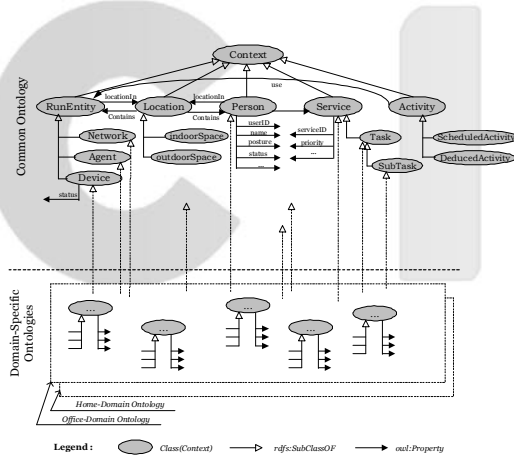 Context
use
locationIn
locationIn
RunEntity
Location
Person
Service
Activity
Contains
Contains
userID
name
serviceID
Network
indoorSpace
posture
priority
Task
ScheduledActivity
Agent
outdoorSpace
status
...
SubTask
DeducedActivity
Device
...
status
Common Ontology
Domain-Specific
Ontologies
...
...
...
...
...
Home-Domain Ontology
Office-Domain Ontology
Legend :
Class(Context)
rdfs:SubClassOF
owl:Property